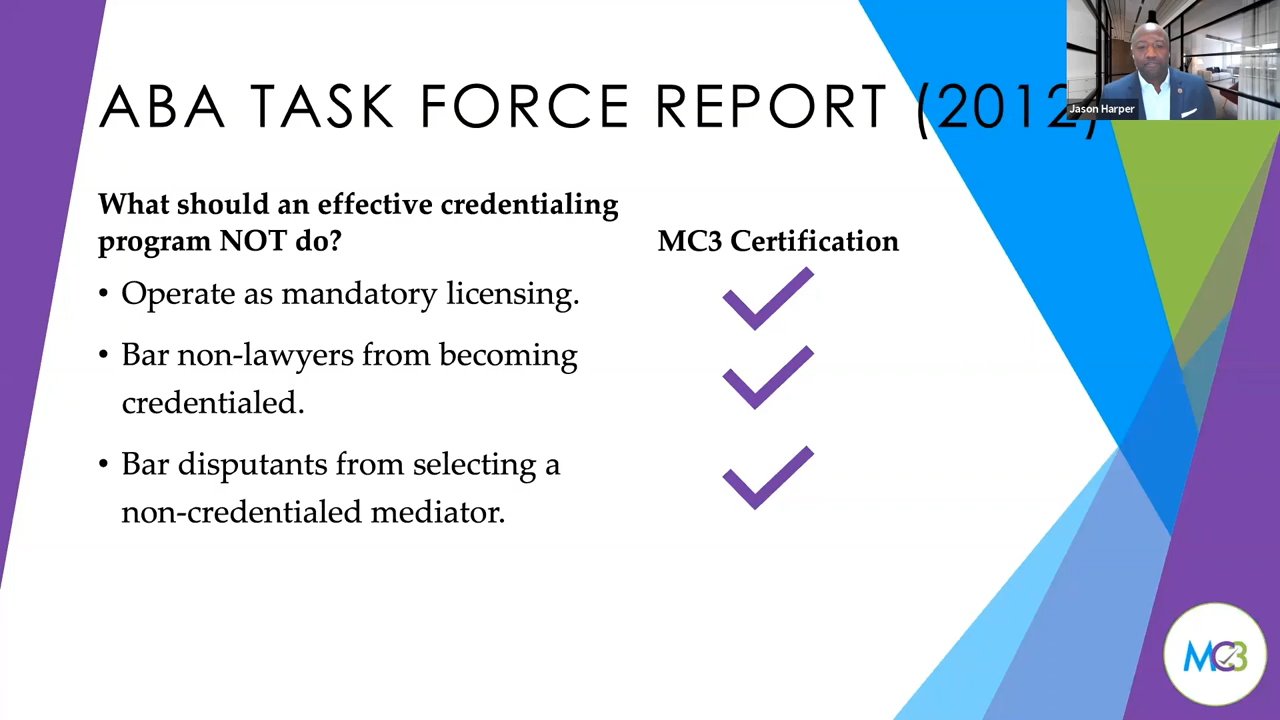 ABA TASK FORCE REPORT (2012)
Jason Harper
What should an effective credentialing
program NOT do?
MC3 Certification
• Operate as mandatory licensing.
• Bar non-lawyers from becoming
credentialed.
• Bar disputants from selecting a
non-credentialed mediator.
MC3